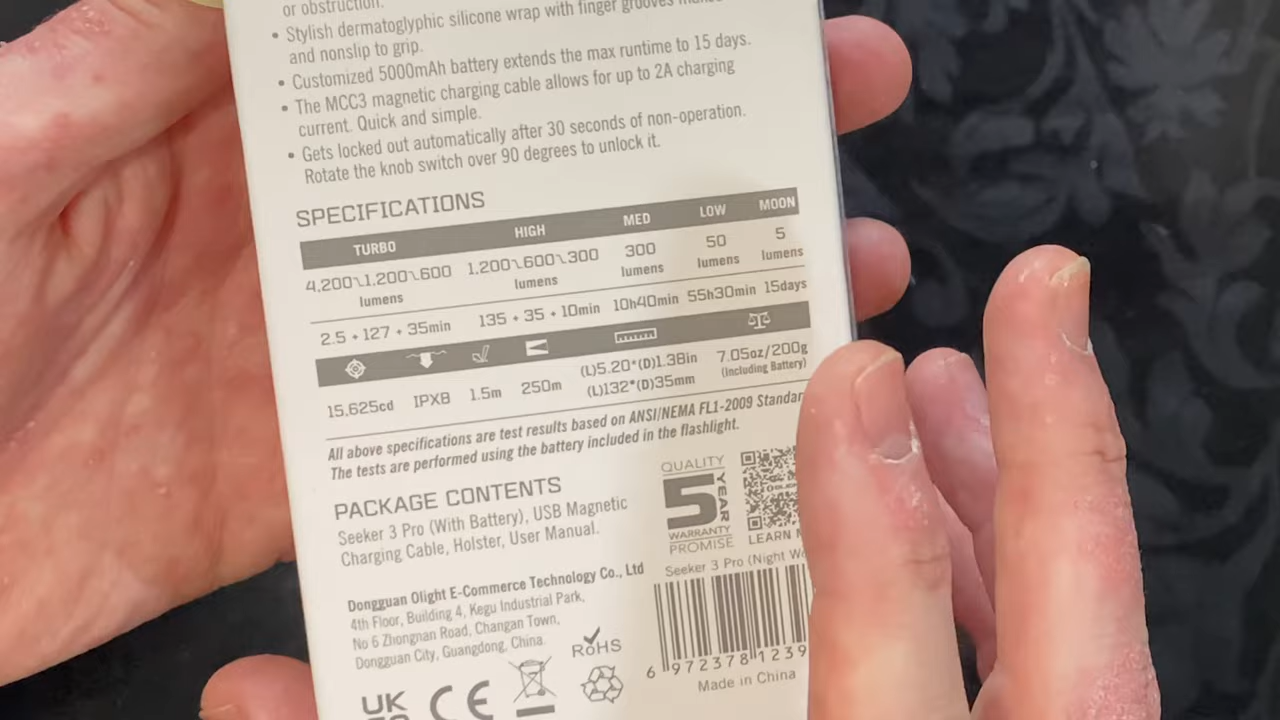 or obstruction.
• Stylish dermatoglyphic silicone wrap with finger grooves
and nonslip to grip.
• Customized 5000mAh battery extends the max runtime to 15 days.
• The MCC3 magnetic charging cable allows for up to 2A charging
current. Quick and simple.
• Gets locked out automatically after 30 seconds of non-operation.
Rotate the knob switch over 90 degrees to unlock it.
SPECIFICATIONS
TURBO HIGH MED LOW MOON
4,200↘1,200↘600 lumens 1,200↘600↘300 lumens 300 lumens 50 lumens 5 lumens
2.5 + 127 + 35min 135 + 35 + 10min 10h40min 55h30min 15days
15,625cd IPX8 1.5m 250m (L)5.20*(D)1.38in (L)132*(D)35mm 7.05oz/200g (Including Battery)
All above specifications are test results based on ANSI/NEMA FL1-2009
The tests are performed using the battery included in the flashlight.
PACKAGE CONTENTS
Seeker 3 Pro (With Battery), USB Magnetic
Charging Cable, Holster, User Manual.
QUALITY
5 YEAR
WARRANTY
PROMISE
LEARN
Dongguan Olight E-Commerce Technology Co., Ltd
4th Floor, Building 4, Kegu Industrial Park,
No 6 Zhongnan Road, Changan Town,
Dongguan City, Guangdong, China.
Seeker 3 Pro (Night
6 972378 1239
Made in China
RoHS
UK
CE